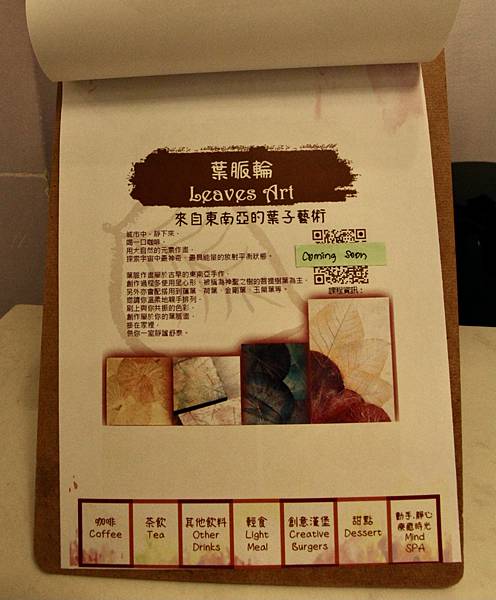 葉脈輪
Leaves Art
來自東南亞的葉子藝術
城市中，靜下來，
喝一口咖啡，
用大自然的元素作畫，
探索宇宙中最神奇、最具能量的放射平衡狀態。
葉脈作畫屬於古早的東南亞手作，
創作過程多使用呈心形、被稱為神聖之樹的菩提樹葉為主，
另外亦會配搭用到蓮葉、荷葉、金剛葉、玉蘭葉等。
邀請你溫柔地親手排列，
刷上與你共振的色彩，
創作屬於你的葉脈畫，
掛在家裡，
供你一室靜謐舒泰。
Coming Soon
課程資訊：
咖啡
Coffee
茶飲
Tea
其他飲料
Other
Drinks
輕食
Light
Meal
創意漢堡
Creative
Burgers
甜點
Dessert
動手.靜心
療癒時光
Mind
SPA